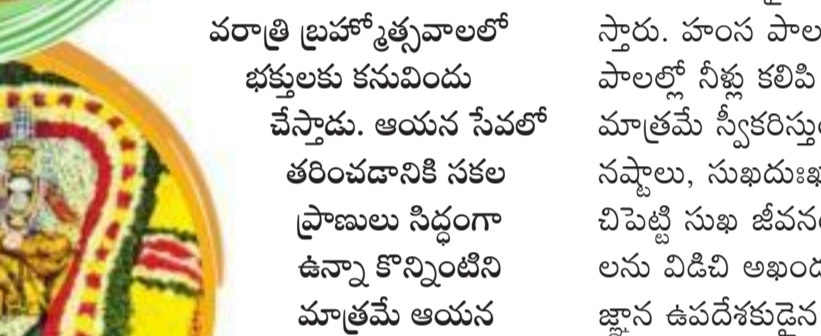 వరాత్రి బ్రహ్మోత్సవాలలో
భక్తులకు కనువిందు
చేస్తాడు. ఆయన సేవలో
తరించడానికి సకల
ప్రాణులు సిద్ధంగా
ఉన్నా కొన్నింటిని
మాత్రమే ఆయన
స్తారు. హంస పాల
పాలల్లో నీళ్లు కలిపి
మాత్రమే స్వీకరిస్తు
నష్టాలు, సుఖదుః
చిపెట్టి సుఖ జీవన
లను విడిచి అఖండ
జ్ఞాన ఉపదేశకుడైన